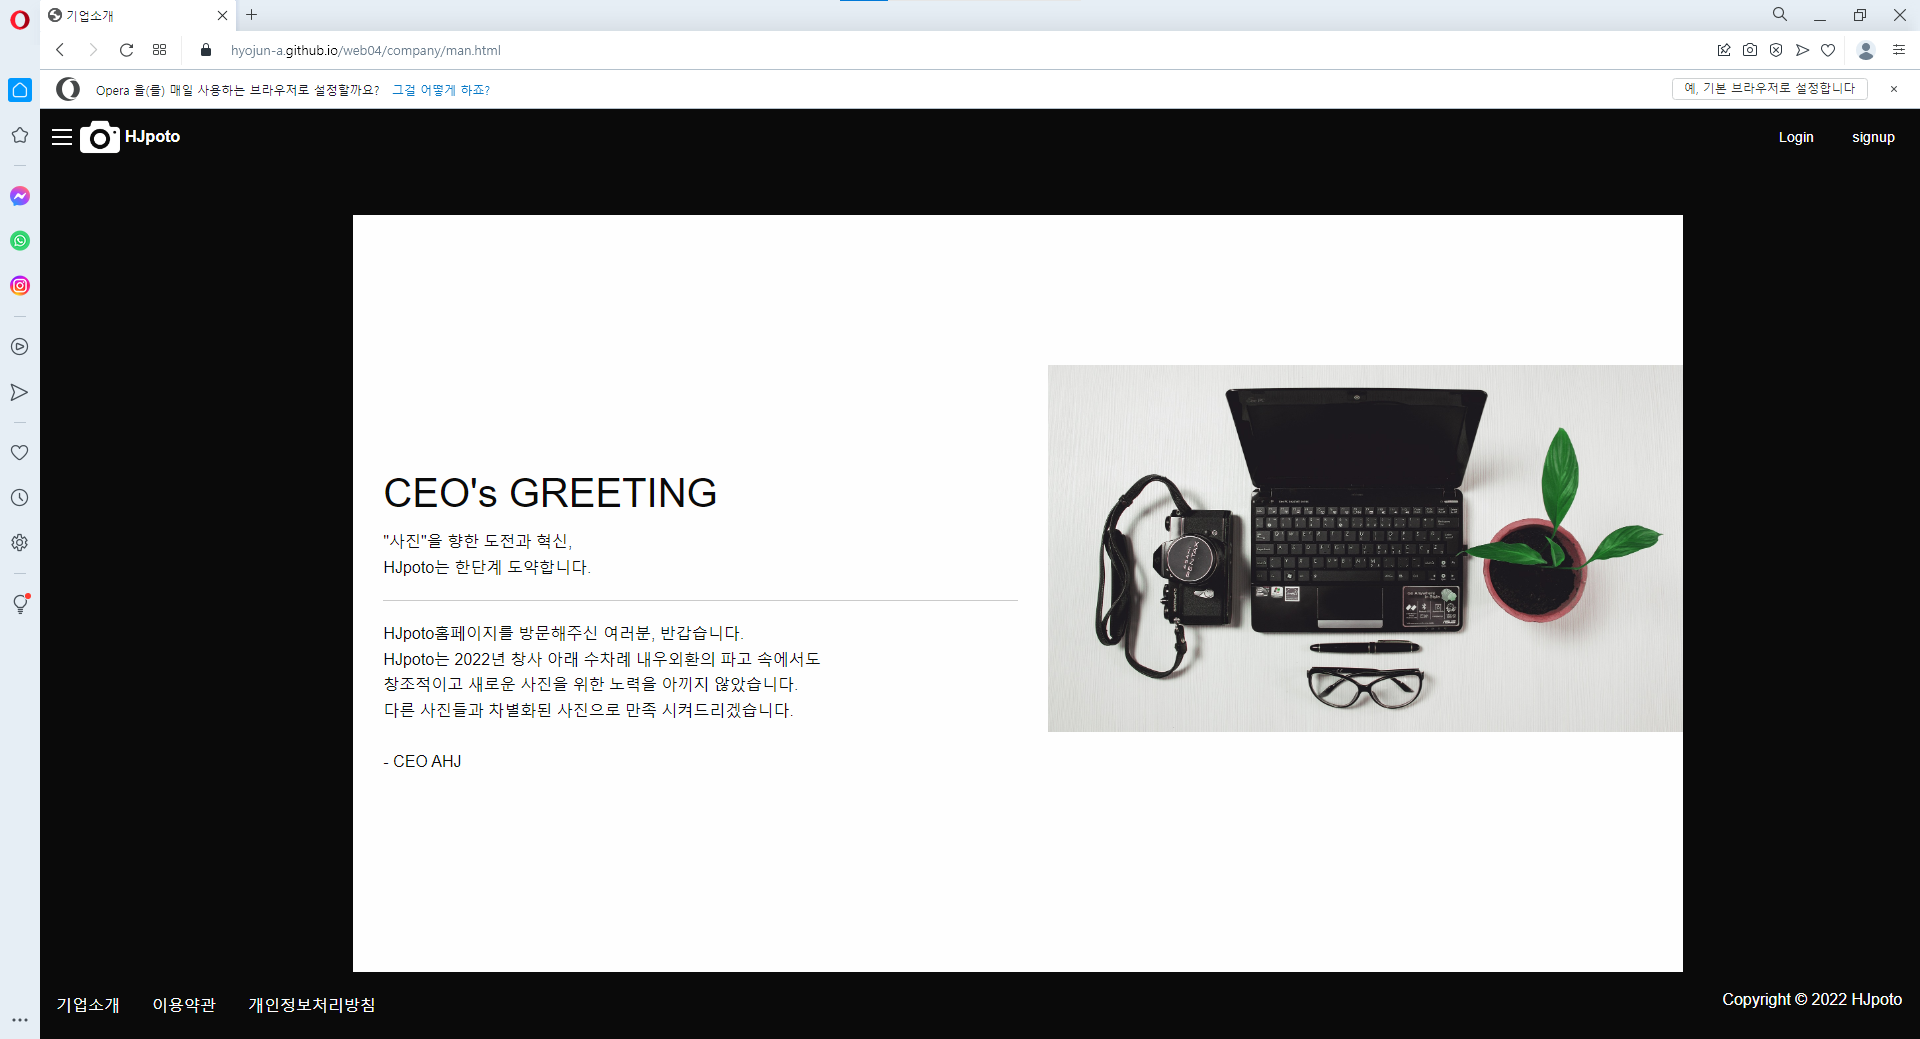 기업소개
hyojun-a.github.io/web04/company/man.html
Opera 을(를) 매일 사용하는 브라우저로 설정할까요? 그걸 어떻게 하죠?
예, 기본 브라우저로 설정합니다
HJpoto
Login
signup
CEO's GREETING
"사진"을 향한 도전과 혁신,
HJpoto는 한단계 도약합니다.
HJpoto홈페이지를 방문해주신 여러분, 반갑습니다.
HJpoto는 2022년 창사 아래 수차례 내우외환의 파고 속에서도
창조적이고 새로운 사진을 위한 노력을 아끼지 않았습니다.
다른 사진들과 차별화된 사진으로 만족 시켜드리겠습니다.
- CEO AHJ
PENTAX
기업소개
이용약관
개인정보처리방침
Copyright © 2022 HJpoto